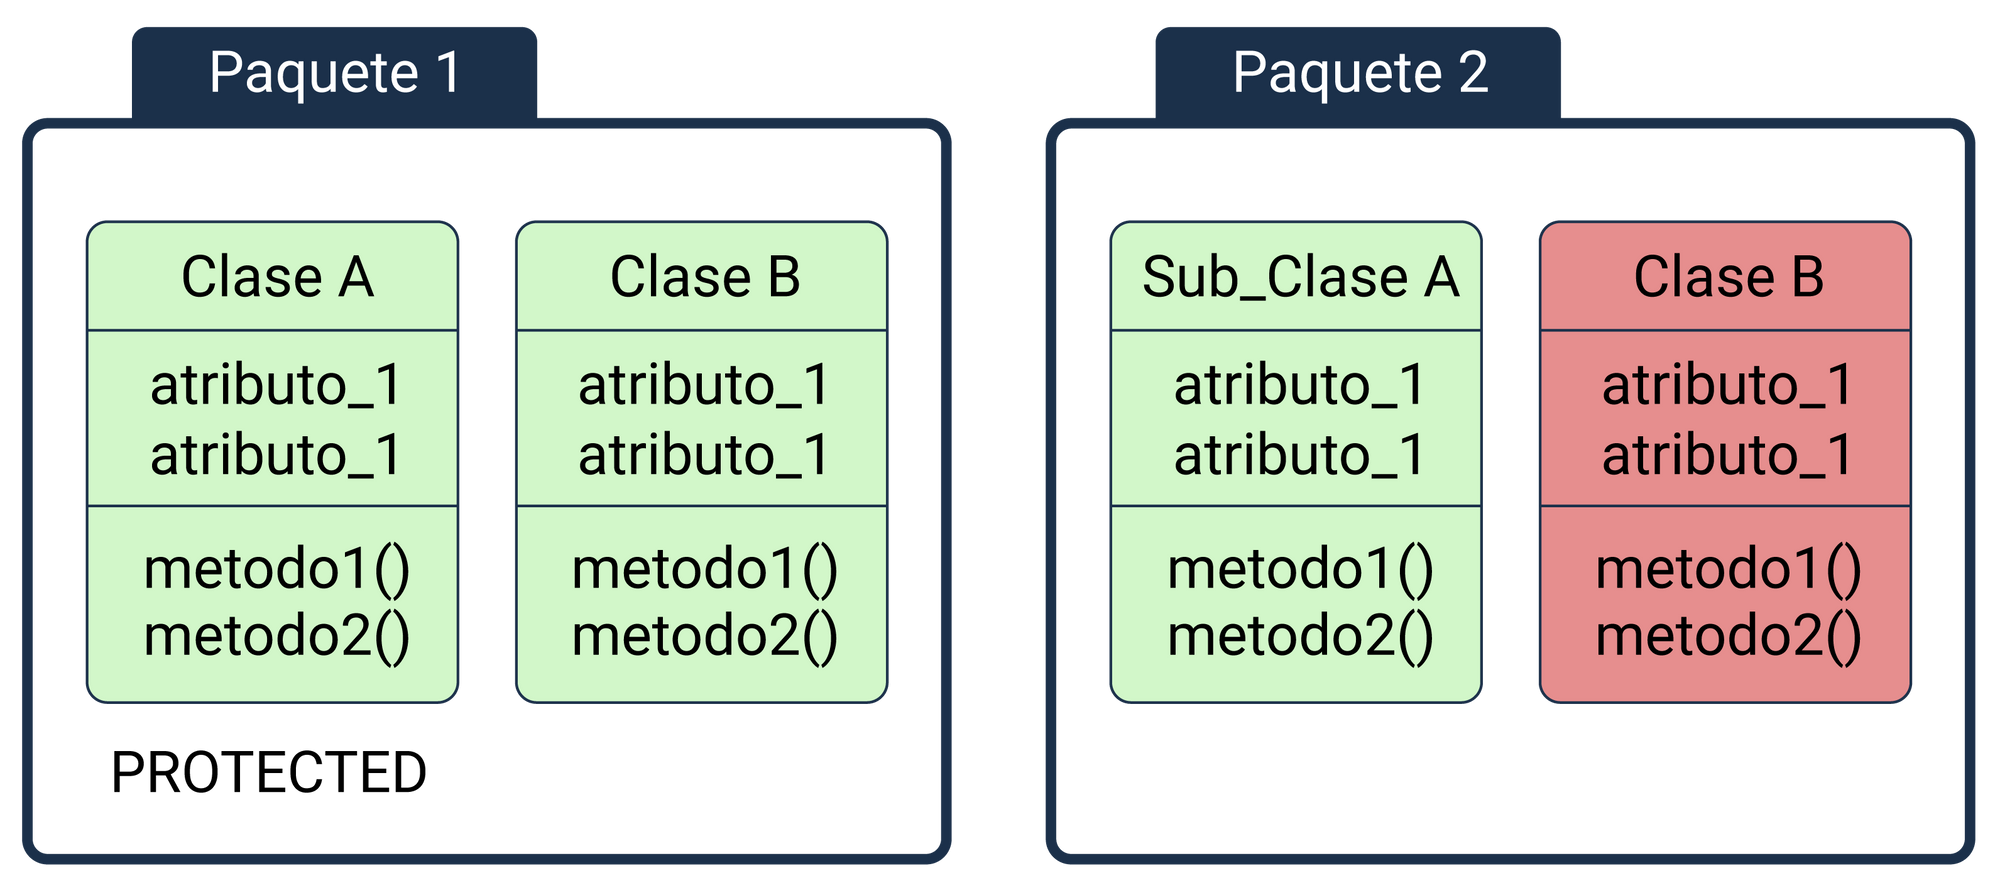 Paquete 1
Clase A
atributo_1
atributo_1
metodo1()
metodo2()
Clase B
atributo_1
atributo_1
metodo1()
metodo2()
PROTECTED
Paquete 2
Sub_Clase A
atributo_1
atributo_1
metodo1()
metodo2()
Clase B
atributo_1
atributo_1
metodo1()
metodo2()